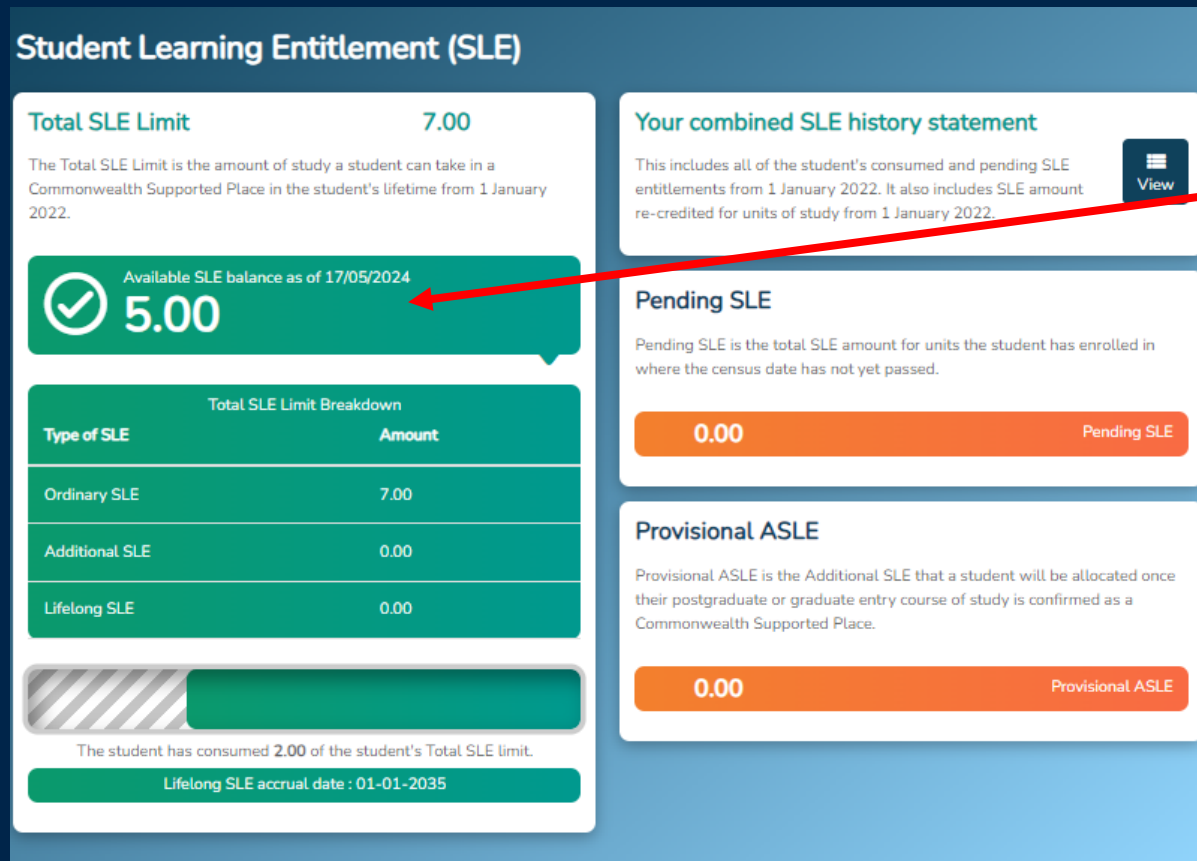 Student Learning Entitlement (SLE)
Total SLE Limit 7.00
The Total SLE Limit is the amount of study a student can take in a
Commonwealth Supported Place in the student's lifetime from 1 January
2022.
Available SLE balance as of 17/05/2024
5.00
Total SLE Limit Breakdown
Type of SLE Amount
Ordinary SLE 7.00
Additional SLE 0.00
Lifelong SLE 0.00
The student has consumed 2.00 of the student's Total SLE limit.
Lifelong SLE accrual date : 01-01-2035
Your combined SLE history statement
This includes all of the student's consumed and pending SLE
entitlements from 1 January 2022. It also includes SLE amount
re-credited for units of study from 1 January 2022.
View
Pending SLE
Pending SLE is the total SLE amount for units the student has enrolled in
where the census date has not yet passed.
0.00 Pending SLE
Provisional ASLE
Provisional ASLE is the Additional SLE that a student will be allocated once
their postgraduate or graduate entry course of study is confirmed as a
Commonwealth Supported Place.
0.00 Provisional ASLE